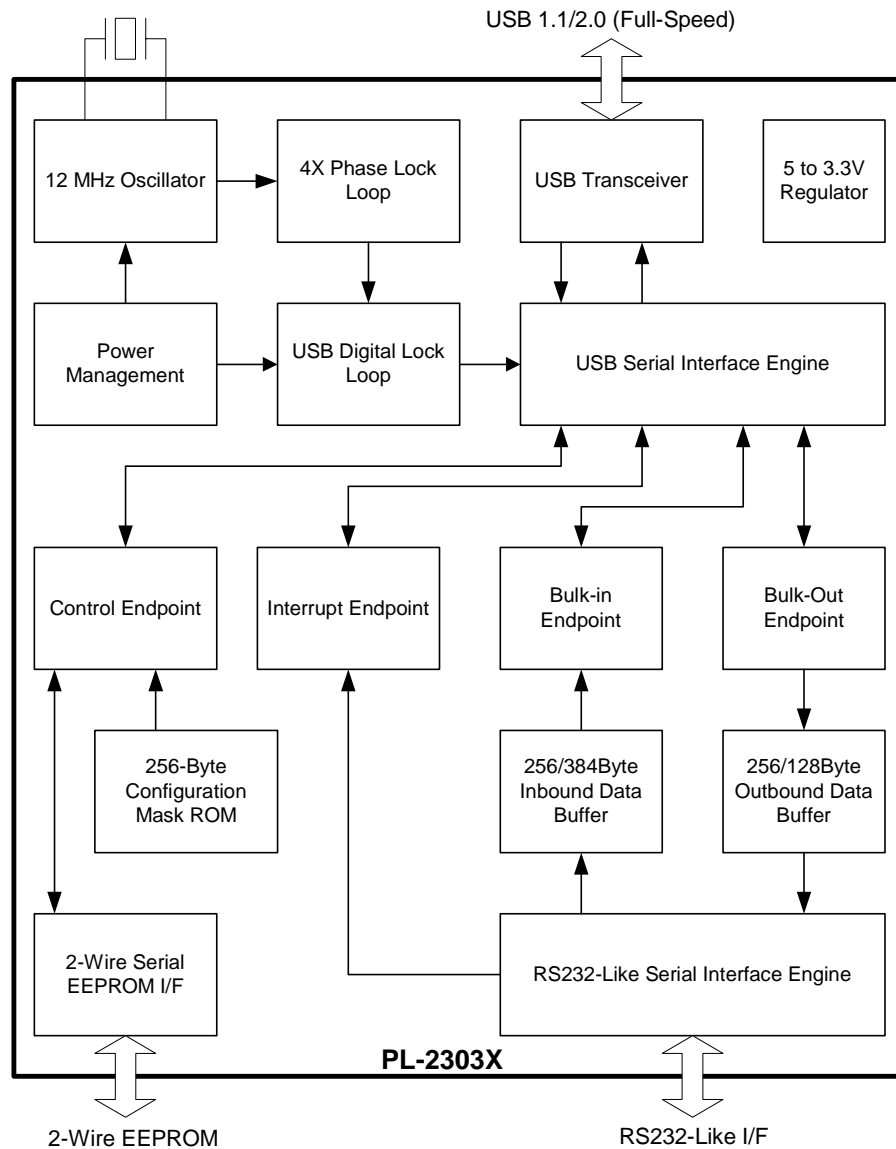 USB 1.1/2.0 (Full-Speed)
12 MHz Oscillator
4X Phase Lock
Loop
USB Transceiver
5 to 3.3V
Regulator
Power
Management
USB Digital Lock
Loop
USB Serial Interface Engine
Control Endpoint
Interrupt Endpoint
Bulk-in
Endpoint
Bulk-Out
Endpoint
256-Byte
Configuration
Mask ROM
256/384Byte
Inbound Data
Buffer
256/128Byte
Outbound Data
Buffer
2-Wire Serial
EEPROM I/F
RS232-Like Serial Interface Engine
PL-2303X
2-Wire EEPROM
RS232-Like I/F